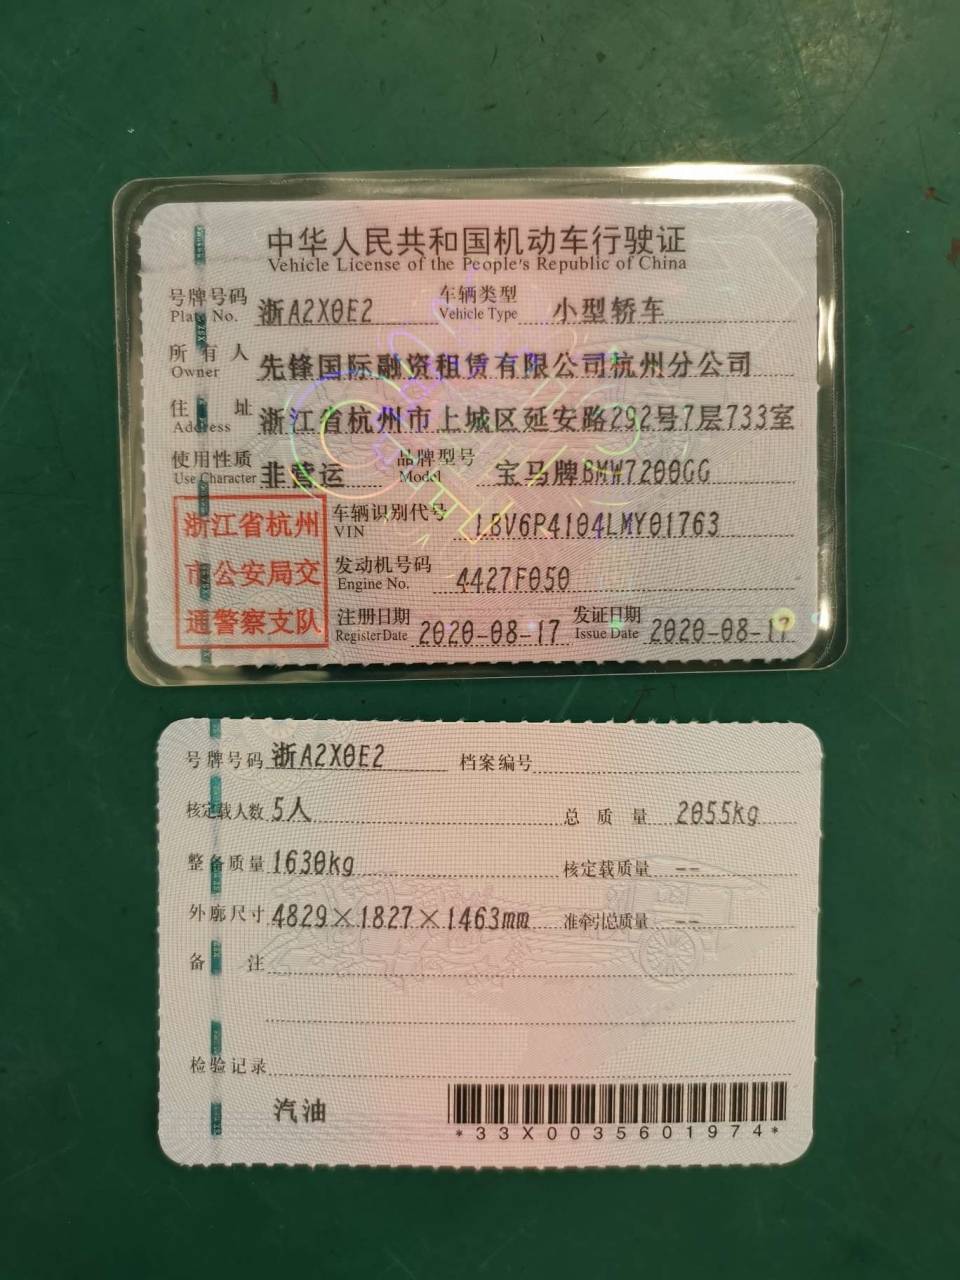 中华人民共和国机动车行驶证
Vehicle License of the People's Republic of China
号牌号码 浙A2X0E2 车辆类型 小型轿车
Plate No. Vehicle Type
所有人 先锋国际融资租赁有限公司杭州分公司
Owner
住址 浙江省杭州市上城区延安路292号7层733室
Address
使用性质 非营运 品牌型号 宝马牌BMW7200GG
Use Character Model
浙江省杭州
市公安局交
通警察支队
车辆识别代号 LBV6P4104LMY01763
VIN
发动机号码 4427F050
Engine No.
注册日期 2020-08-17 发证日期 2020-08-17
Register Date Issue Date
号牌号码 浙A2X0E2 档案编号
核定载人数 5人 总质量 2055kg
整备质量 1630kg 核定载质量 --
外廓尺寸 4829×1827×1463mm 准牵引总质量 --
备注
检验记录
汽油
*33X0035601974*